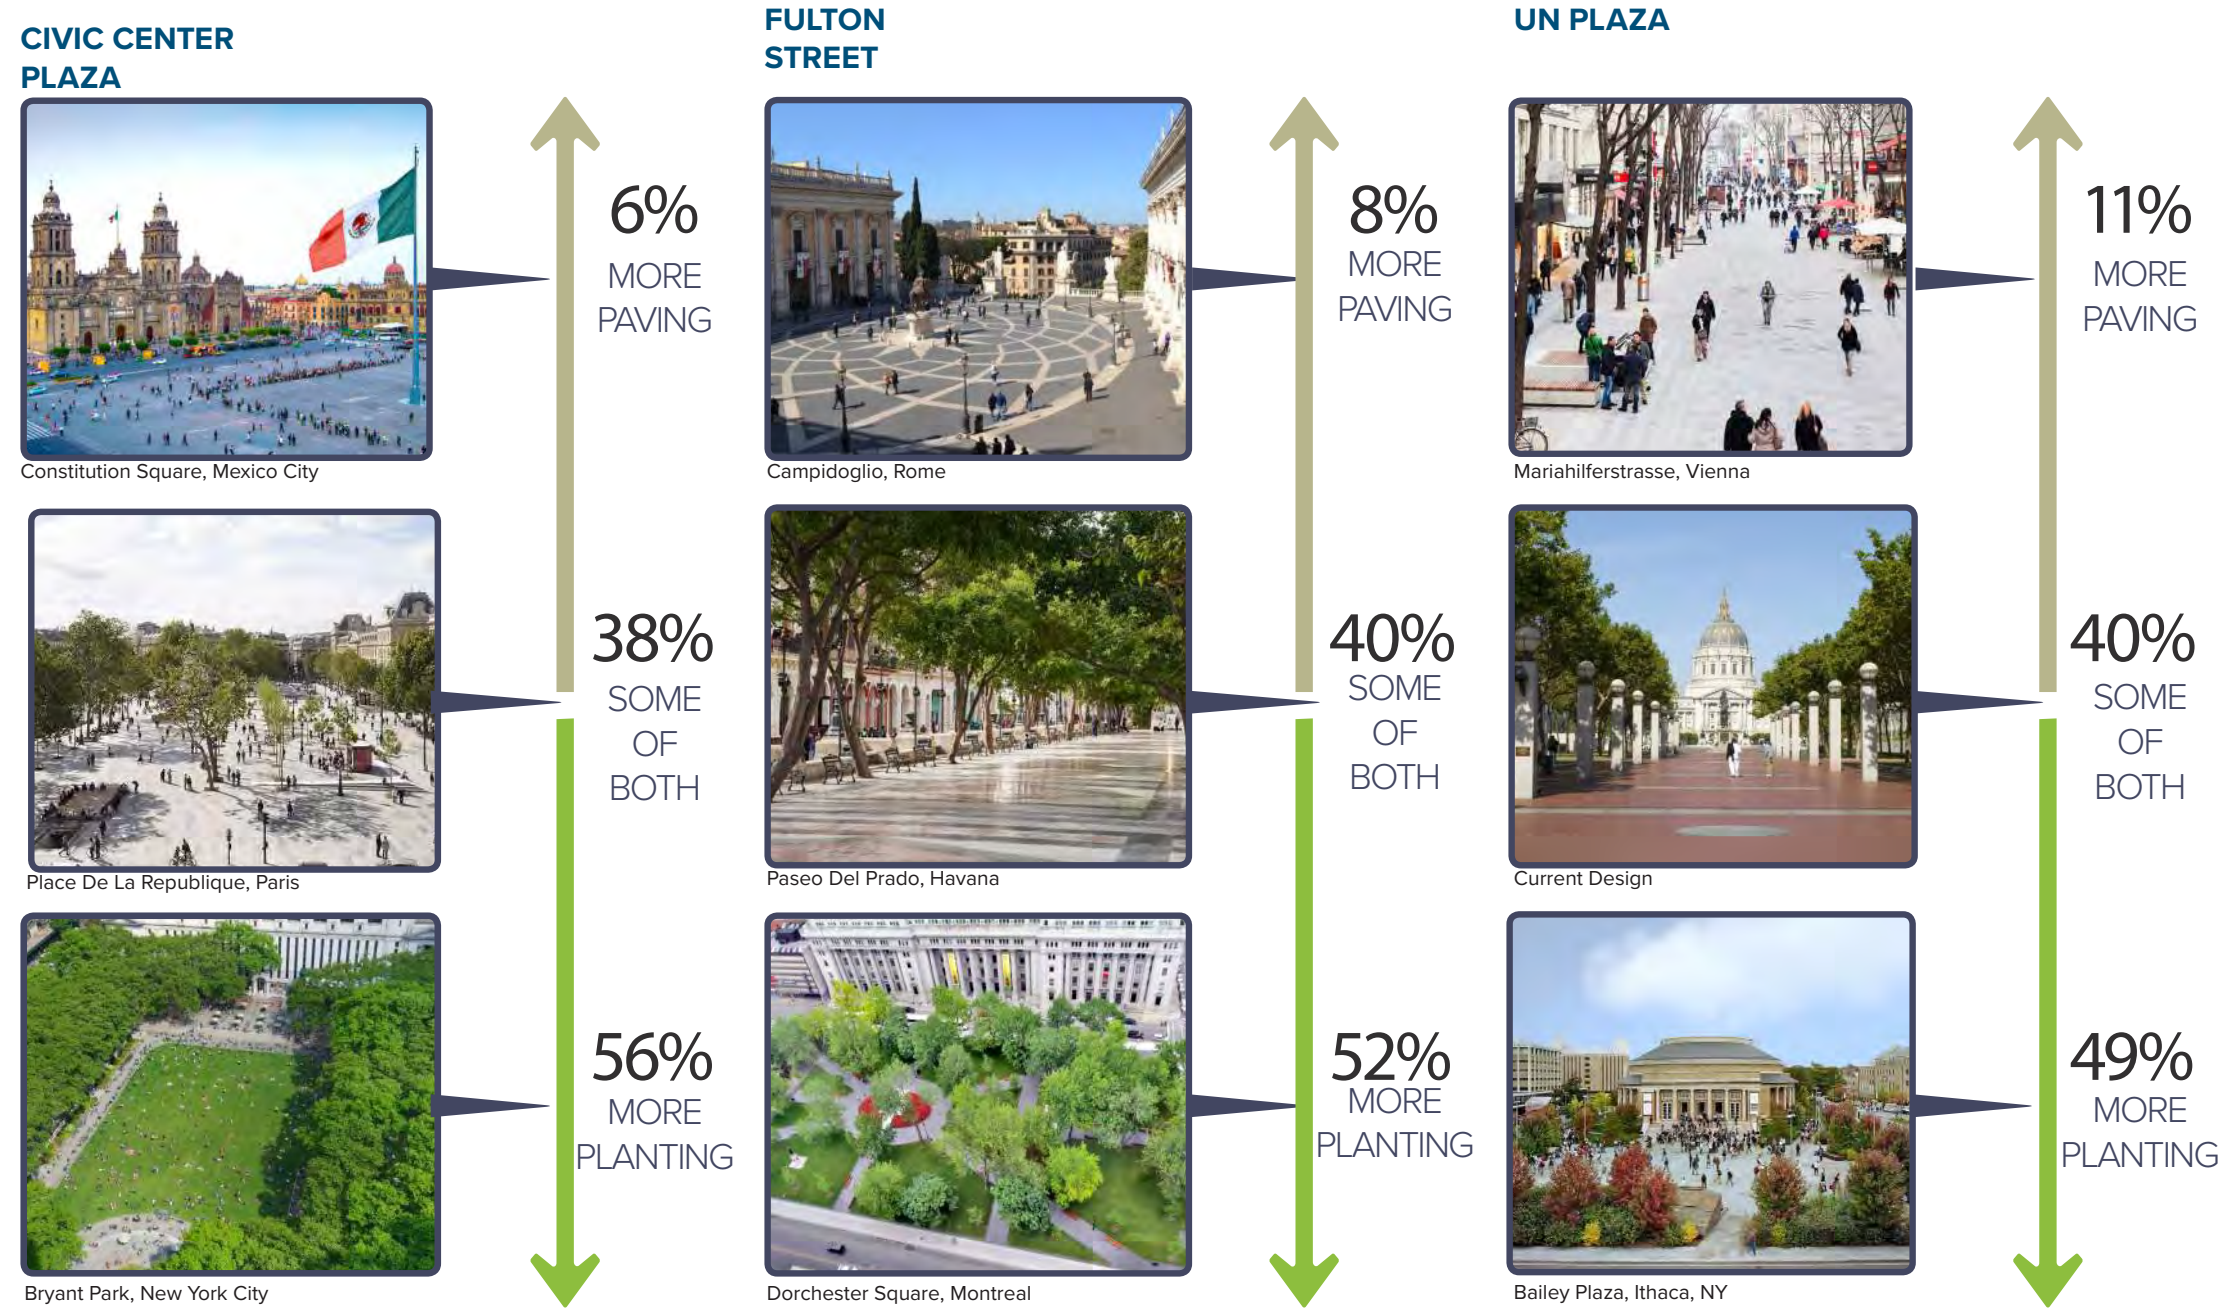 CIVIC CENTER
PLAZA
6%
MORE
PAVING
Constitution Square, Mexico City
38%
SOME
OF
BOTH
Place De La Republique, Paris
56%
MORE
PLANTING
Bryant Park, New York City
FULTON
STREET
8%
MORE
PAVING
Campidoglio, Rome
40%
SOME
OF
BOTH
Paseo Del Prado, Havana
52%
MORE
PLANTING
Dorchester Square, Montreal
UN PLAZA
11%
MORE
PAVING
Mariahilferstrasse, Vienna
40%
SOME
OF
BOTH
Current Design
49%
MORE
PLANTING
Bailey Plaza, Ithaca, NY